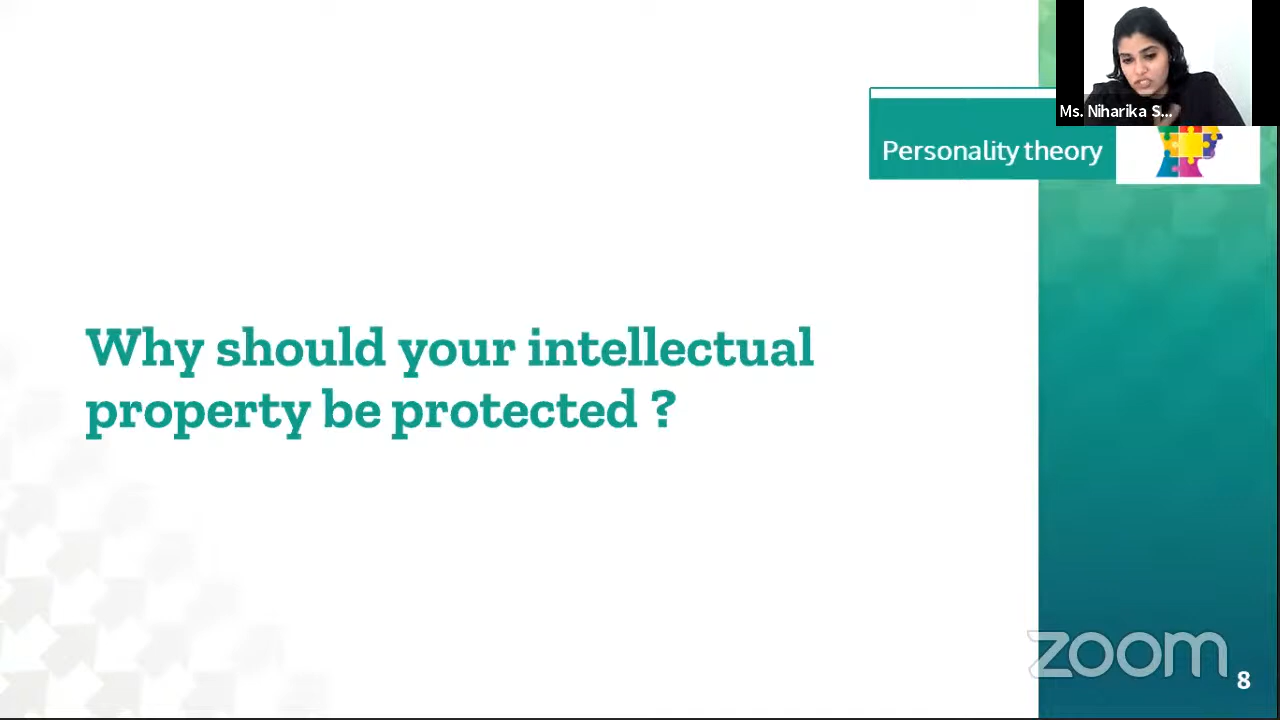 Ms. Niharika S...
Personality theory
Why should your intellectual
property be protected ?
zoom
8